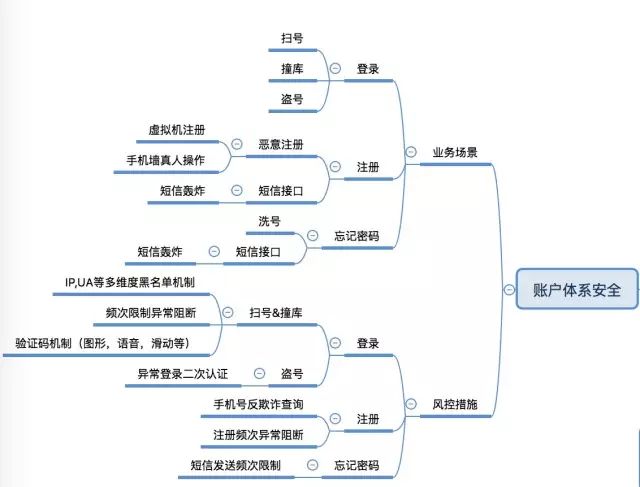 扫号
撞库
登录
盗号
虚拟机注册
恶意注册
业务场景
手机墙真人操作
注册
短信轰炸
短信接口
洗号
忘记密码
短信轰炸
短信接口
IP,UA等多维度黑名单机制
账户体系安全
频次限制异常阻断
扫号&撞库
验证码机制（图形，语音，滑动等）
登录
异常登录二次认证
盗号
手机号反欺诈查询
风控措施
注册
注册频次异常阻断
短信发送频次限制
忘记密码